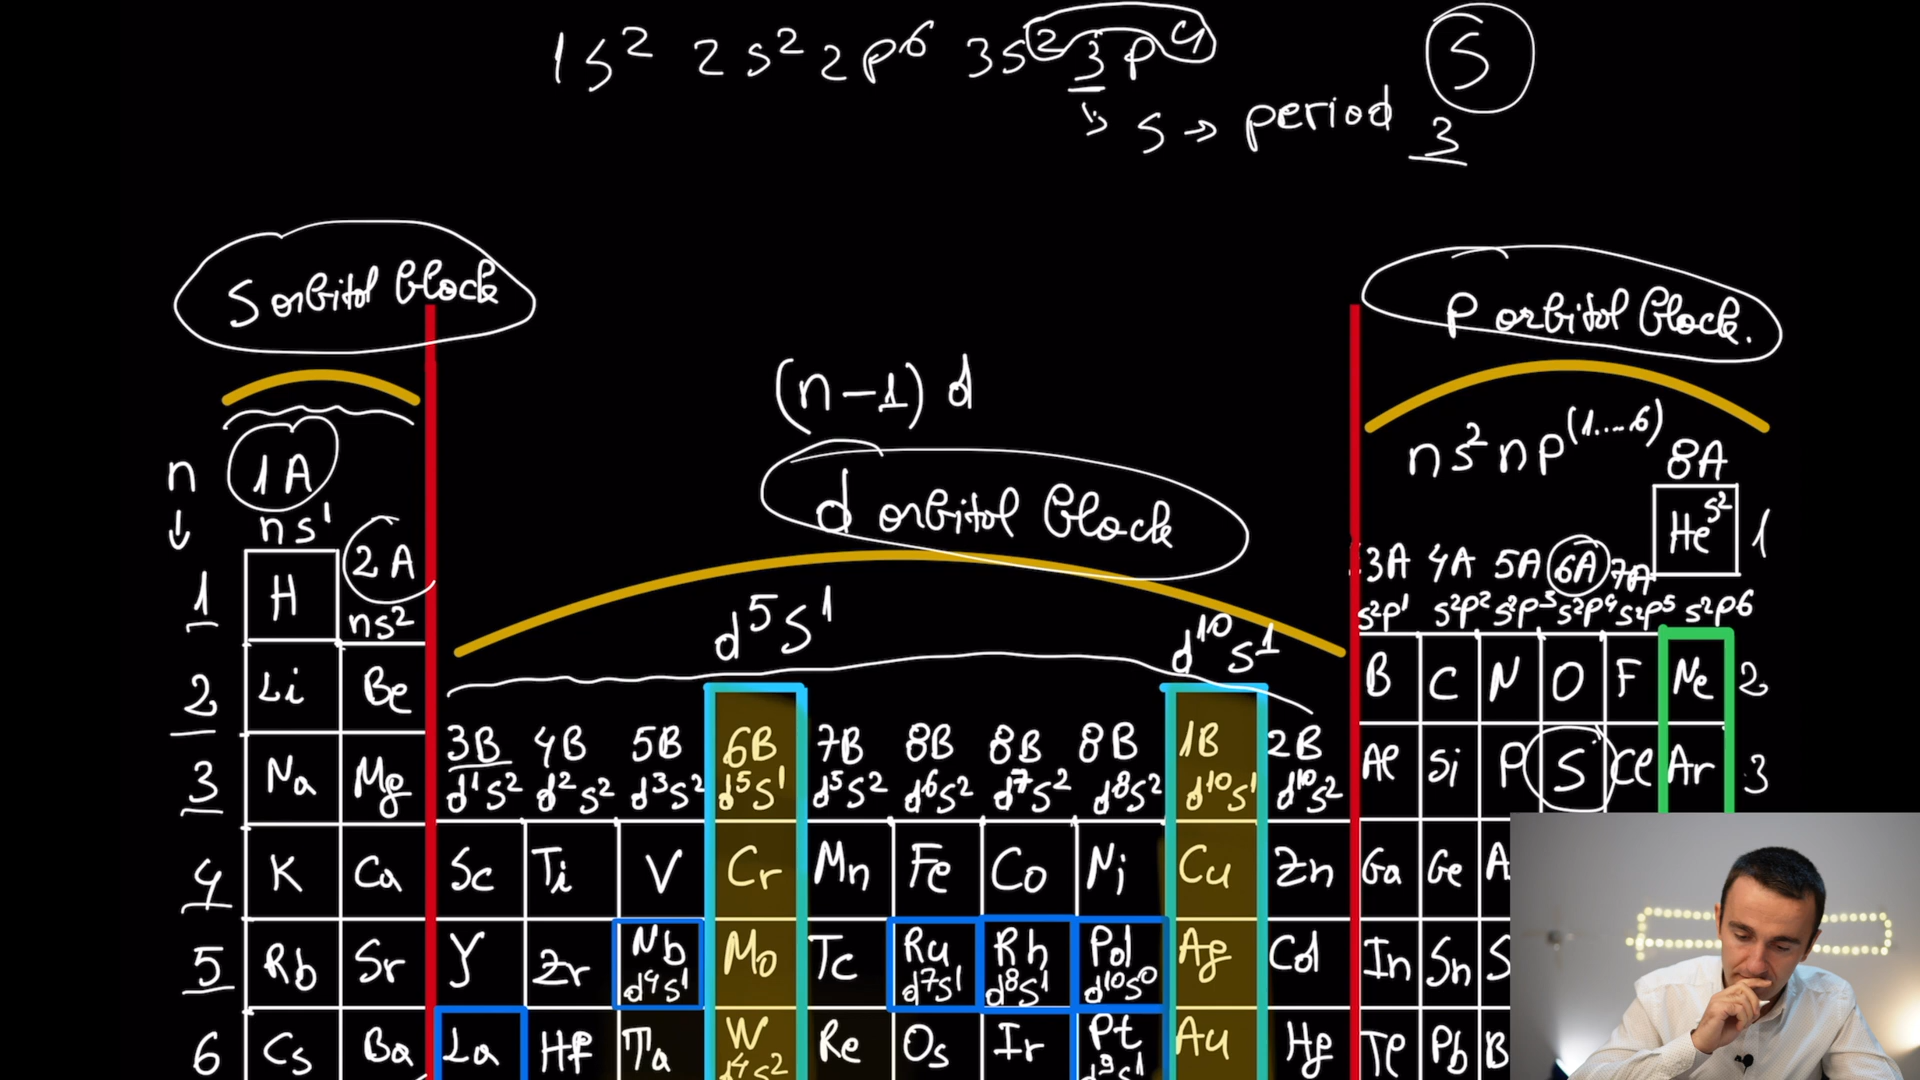 1s² 2s² 2p⁶ 3s² 3p⁴ S
↳ S → period 3
S orbital block
p orbital block.
(n-1) d
d orbital block
ns² np⁽¹....⁶⁾
n 1A 8A
↓ ns¹ 2A He s² 1
3A 4A 5A 6A 7A
1 H ns² s²p¹ s²p² s²p³ s²p⁴ s²p⁵ s²p⁶
d⁵s¹ d¹⁰s¹
2 Li Be B C N O F Ne 2
3B 4B 5B 6B 7B 8B 8B 8B 1B 2B
3 Na Mg d¹s² d²s² d³s² d⁵s¹ d⁵s² d⁶s² d⁷s² d⁸s² d¹⁰s¹ d¹⁰s² Al Si P S Cl Ar 3
4 K Ca Sc Ti V Cr Mn Fe Co Ni Cu Zn Ga Ge A
5 Rb Sr Y Zr Nb Mo Tc Ru Rh Pd Ag Cd In Sn S
d⁴s¹ d⁷s¹ d⁸s¹ d¹⁰s⁰
6 Cs Ba La Hf Ta W Re Os Ir Pt Au Hg Tl Pb B
d⁴s² d⁹s¹